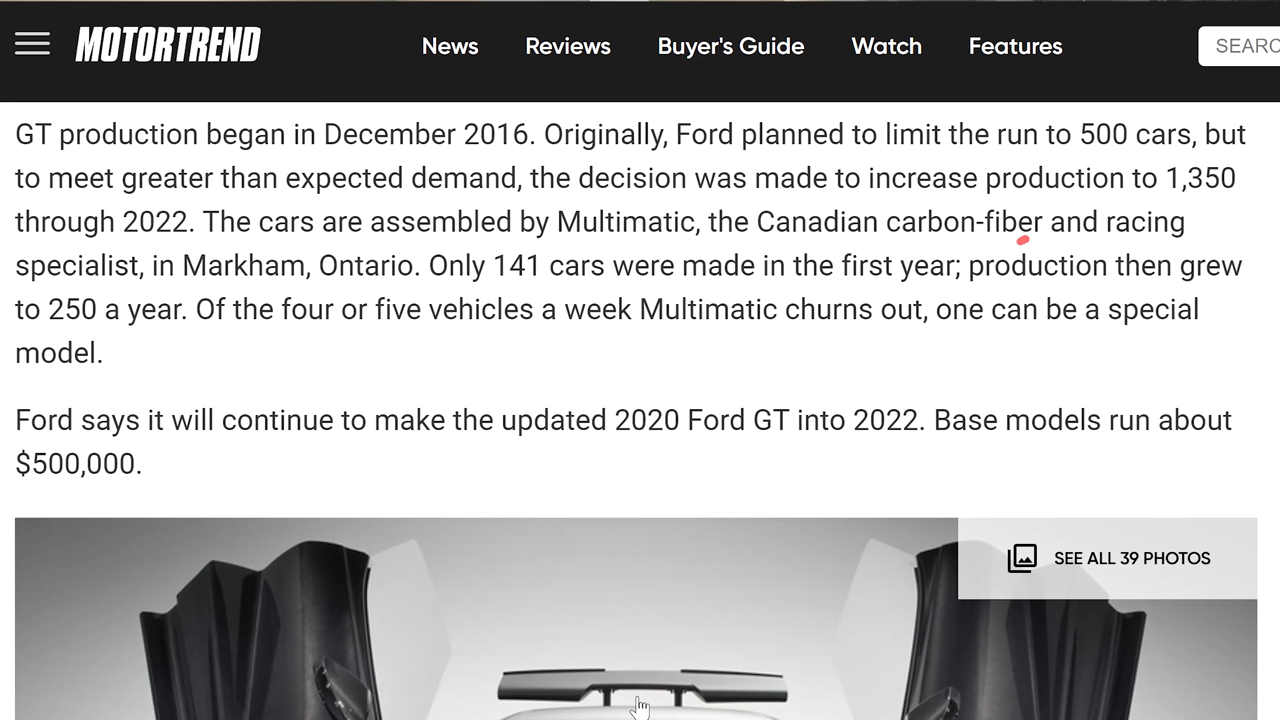 MOTORTREND News Reviews Buyer's Guide Watch Features SEARC
GT production began in December 2016. Originally, Ford planned to limit the run to 500 cars, but
to meet greater than expected demand, the decision was made to increase production to 1,350
through 2022. The cars are assembled by Multimatic, the Canadian carbon-fiber and racing
specialist, in Markham, Ontario. Only 141 cars were made in the first year; production then grew
to 250 a year. Of the four or five vehicles a week Multimatic churns out, one can be a special
model.
Ford says it will continue to make the updated 2020 Ford GT into 2022. Base models run about
$500,000.
SEE ALL 39 PHOTOS